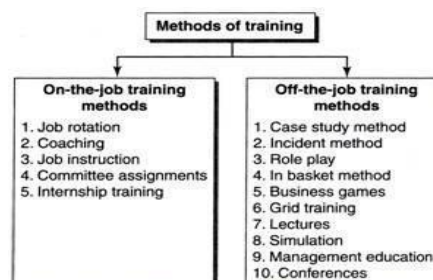 Methods of training
On-the-job training
methods
1. Job rotation
2. Coaching
3. Job instruction
4. Committee assignments
5. Internship training
Off-the-job training
methods
1. Case study method
2. Incident method
3. Role play
4. In basket method
5. Business games
6. Grid training
7. Lectures
8. Simulation
9. Management education
10. Conferences